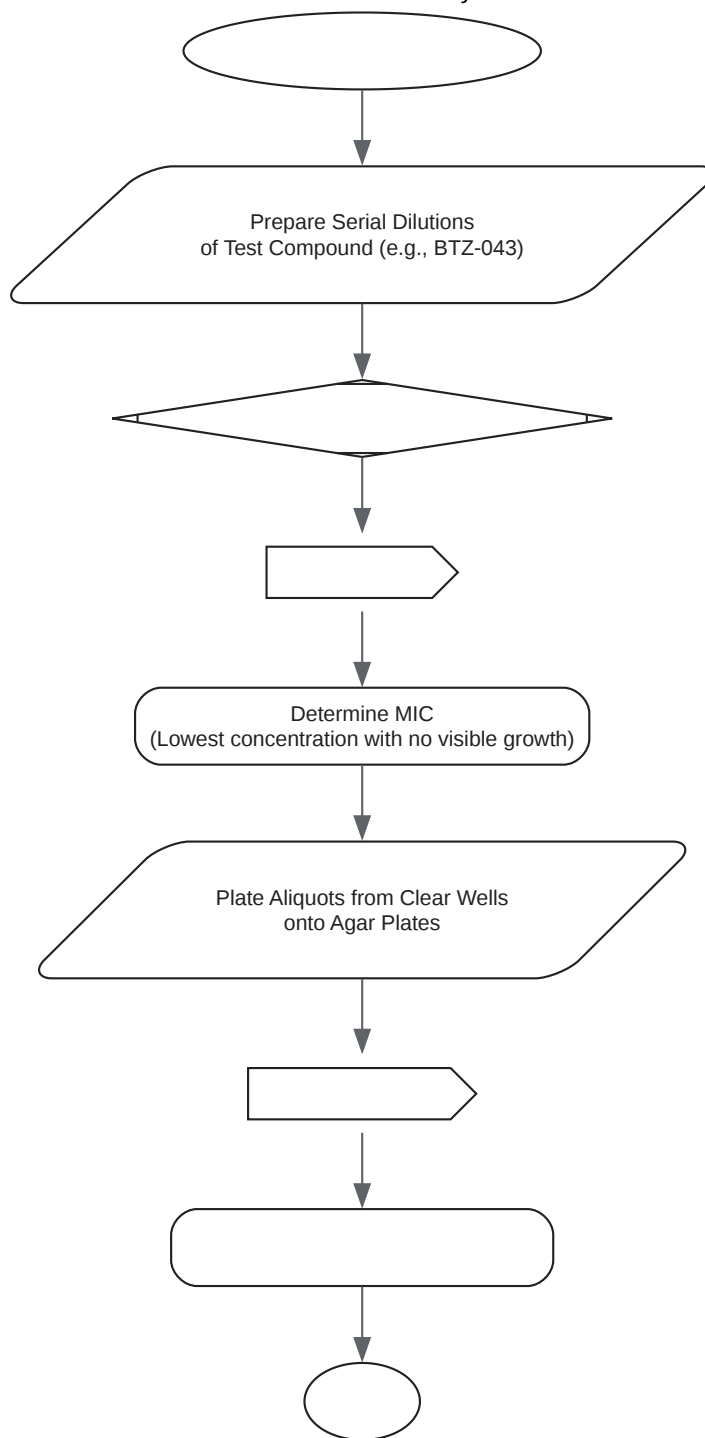 Prepare Serial Dilutions
of Test Compound (e.g., BTZ-043)
Determine MIC
(Lowest concentration with no visible growth)
Plate Aliquots from Clear Wells
onto Agar Plates